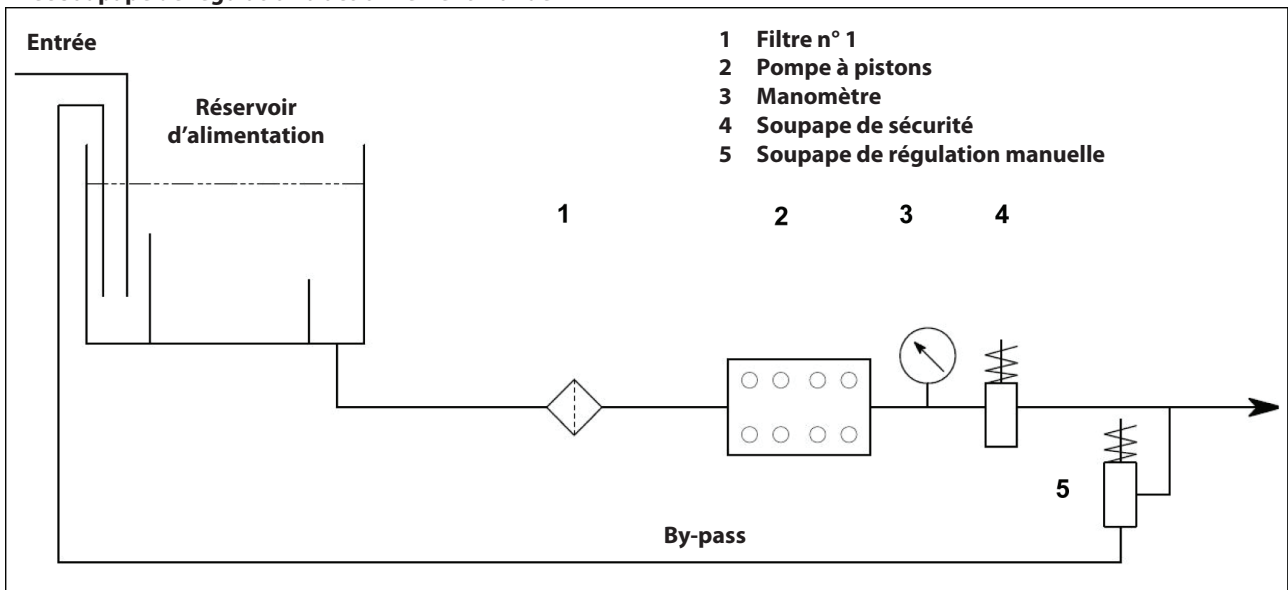 Entrée
Réservoir
d’alimentation
1 Filtre n° 1
2 Pompe à pistons
3 Manomètre
4 Soupape de sécurité
5 Soupape de régulation manuelle
1
2
3
4
5
By-pass